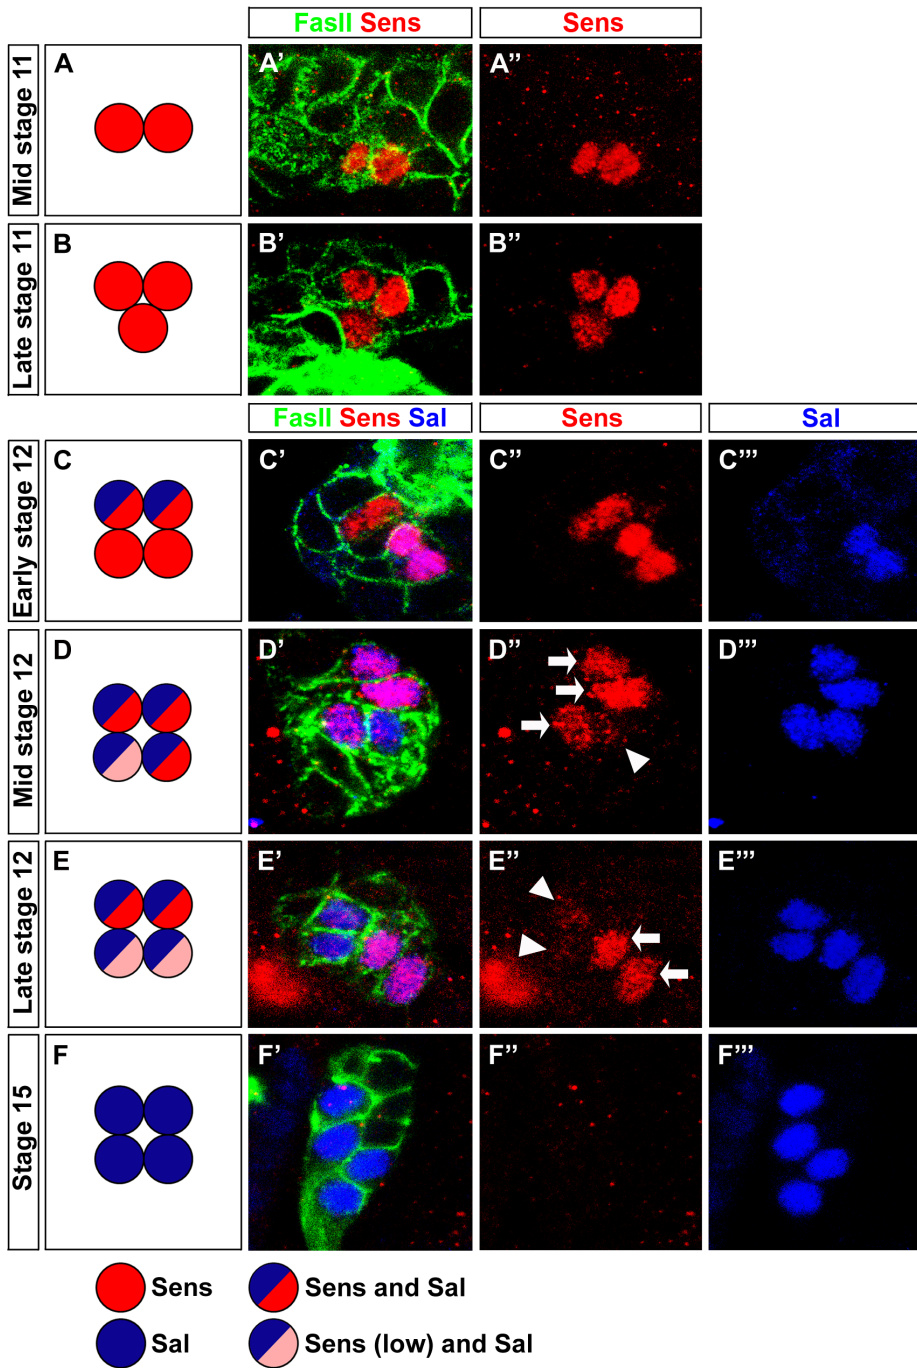 FasII Sens
Sens
Mid stage 11
A
A’
A”
Late stage 11
B
B’
B”
FasII Sens Sal
Sens
Sal
Early stage 12
C
C’
C”
C”’
Mid stage 12
D
D’
D”
D”’
Late stage 12
E
E’
E”
E”’
Stage 15
F
F’
F”
F”’
Sens
Sens and Sal
Sal
Sens (low) and Sal